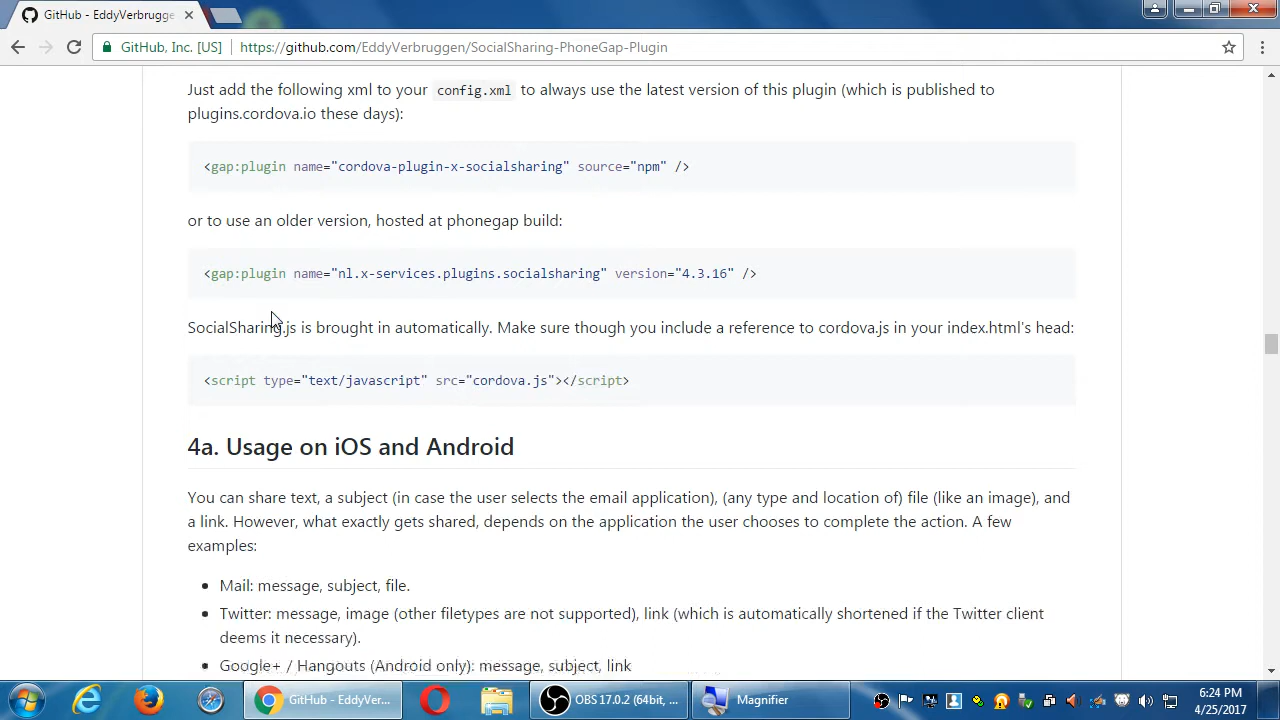 GitHub - EddyVerbrugge
GitHub, Inc. [US] https://github.com/EddyVerbruggen/SocialSharing-PhoneGap-Plugin
Just add the following xml to your config.xml to always use the latest version of this plugin (which is published to
plugins.cordova.io these days):
<gap:plugin name="cordova-plugin-x-socialsharing" source="npm" />
or to use an older version, hosted at phonegap build:
<gap:plugin name="nl.x-services.plugins.socialsharing" version="4.3.16" />
SocialSharing.js is brought in automatically. Make sure though you include a reference to cordova.js in your index.html's head:
<script type="text/javascript" src="cordova.js"></script>
4a. Usage on iOS and Android
You can share text, a subject (in case the user selects the email application), (any type and location of) file (like an image), and
a link. However, what exactly gets shared, depends on the application the user chooses to complete the action. A few
examples:
• Mail: message, subject, file.
• Twitter: message, image (other filetypes are not supported), link (which is automatically shortened if the Twitter client
deems it necessary).
• Google+ / Hangouts (Android only): message, subject, link
GitHub - EddyVer... OBS 17.0.2 (64bit, ... Magnifier 6:24 PM
4/25/2017